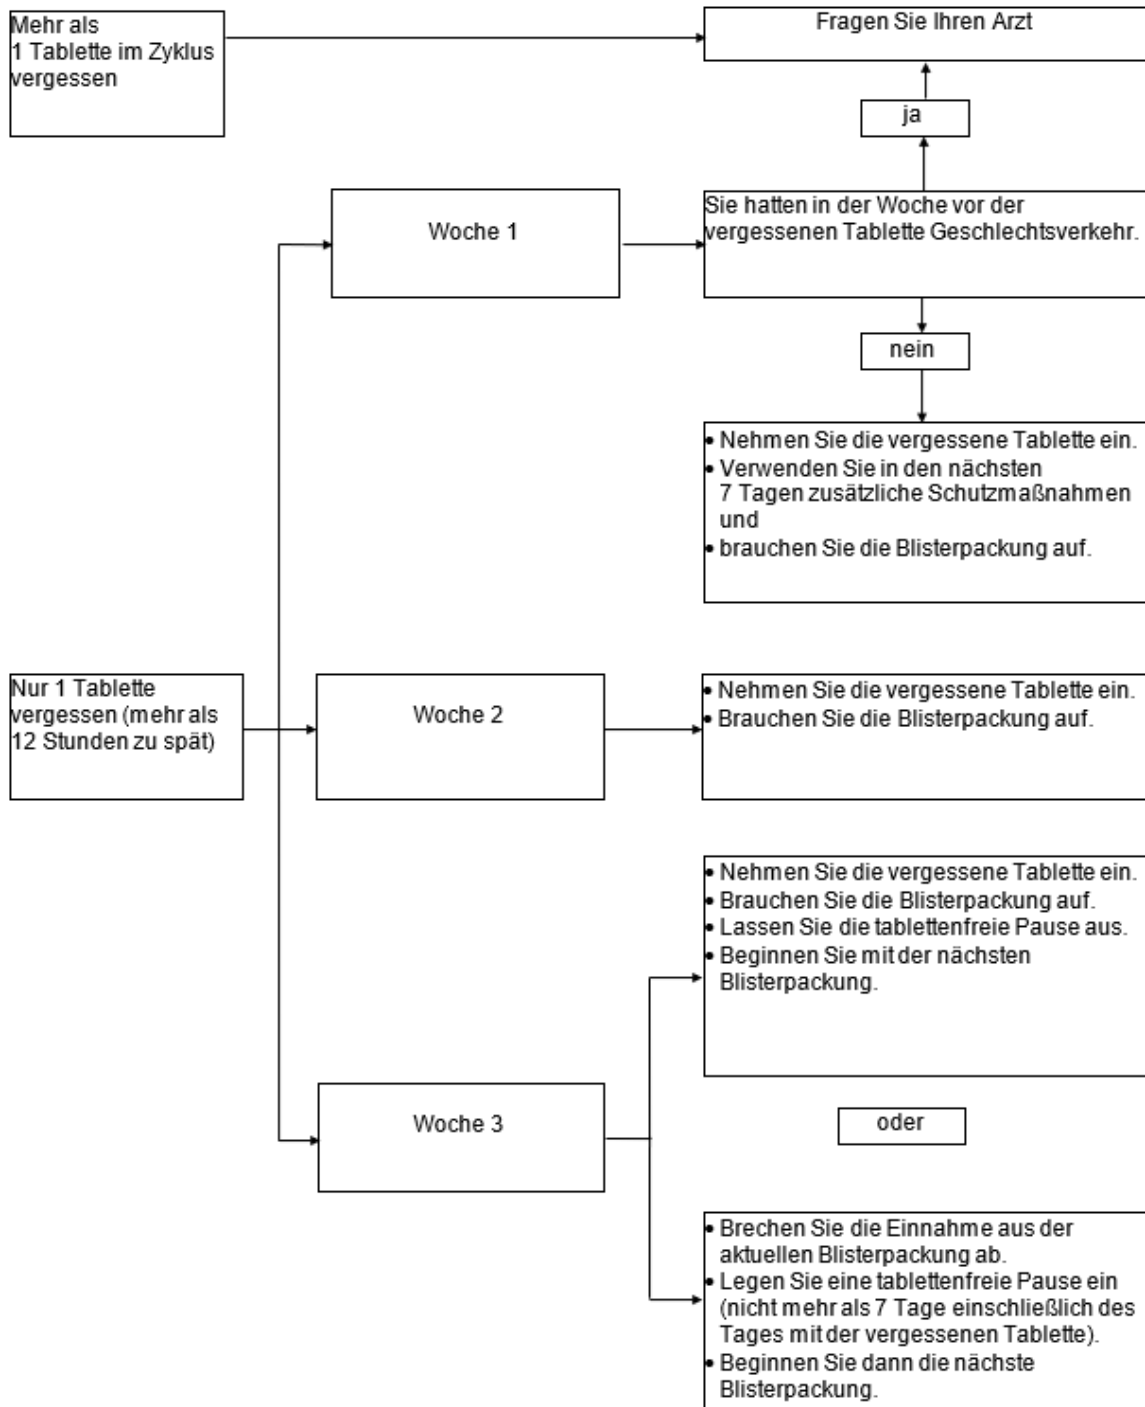 Mehr als
1 Tablette im Zyklus
vergessen
Fragen Sie Ihren Arzt
ja
Woche 1
Sie hatten in der Woche vor der
vergessenen Tablette Geschlechtsverkehr.
nein
• Nehmen Sie die vergessene Tablette ein.
• Verwenden Sie in den nächsten
7 Tagen zusätzliche Schutzmaßnahmen
und
• brauchen Sie die Blisterpackung auf.
Nur 1 Tablette
vergessen (mehr als
12 Stunden zu spät)
Woche 2
• Nehmen Sie die vergessene Tablette ein.
• Brauchen Sie die Blisterpackung auf.
• Nehmen Sie die vergessene Tablette ein.
• Brauchen Sie die Blisterpackung auf.
• Lassen Sie die tablettenfreie Pause aus.
• Beginnen Sie mit der nächsten
Blisterpackung.
Woche 3
oder
• Brechen Sie die Einnahme aus der
aktuellen Blisterpackung ab.
• Legen Sie eine tablettenfreie Pause ein
(nicht mehr als 7 Tage einschließlich des
Tages mit der vergessenen Tablette).
• Beginnen Sie dann die nächste
Blisterpackung.